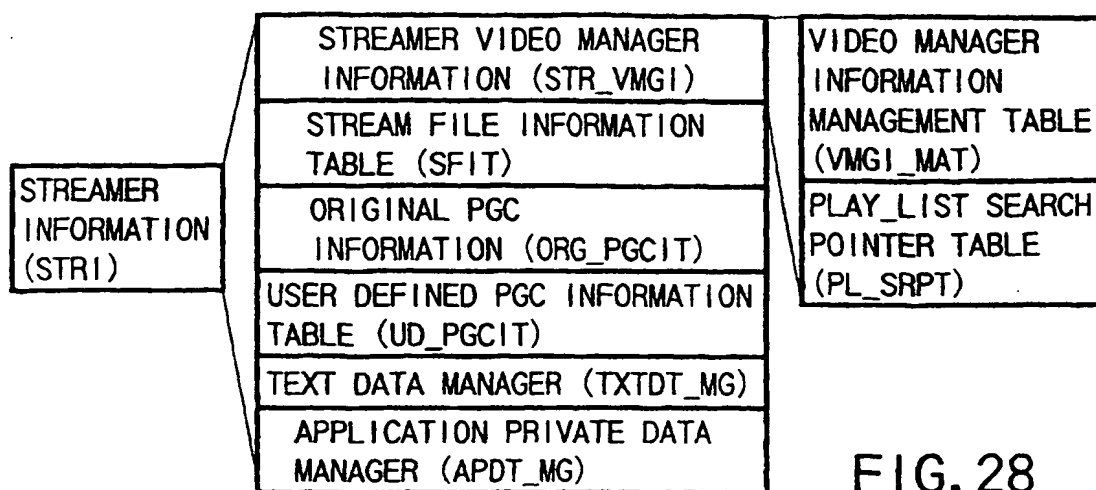 STREAMER
INFORMATION
(STRI)
STREAMER VIDEO MANAGER
INFORMATION (STR_VMGI)
STREAM FILE INFORMATION
TABLE (SFIT)
ORIGINAL PGC
INFORMATION (ORG_PGCIT)
USER DEFINED PGC INFORMATION
TABLE (UD_PGCIT)
TEXT DATA MANAGER (TXTDT_MG)
APPLICATION PRIVATE DATA
MANAGER (APDT_MG)
VIDEO MANAGER
INFORMATION
MANAGEMENT TABLE
(VMGI_MAT)
PLAY_LIST SEARCH
POINTER TABLE
(PL_SRPT)
FIG. 28